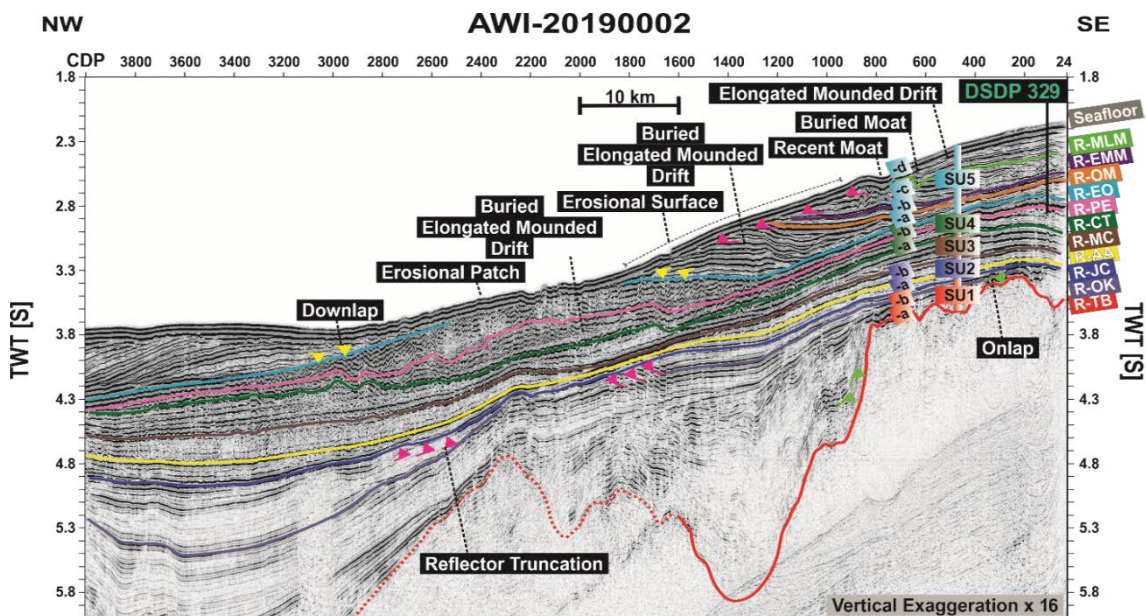 NW
AWI-20190002
SE
CDP 3800 3600 3400 3200 3000 2800 2600 2400 2200 2000 1800 1600 1400 1200 1000 800 600 400 200 24
1.8
2.3
2.8
3.3
3.8
4.3
4.8
5.3
5.8
TWT [S]
10 km
Elongated Mounded Drift
DSDP 329
Buried Moat
Recent Moat
Buried
Elongated Mounded
Drift
Erosional Surface
Buried
Elongated Mounded
Drift
Erosional Patch
Downlap
Reflector Truncation
Onlap
-d
-c
-b
-a
-b
-a
-b
-a
-b
-a
SU5
SU4
SU3
SU2
SU1
1.8
2.3
2.8
3.3
3.8
4.3
4.8
5.3
5.8
Seafloor
R-MLM
R-EMM
R-OM
R-EO
R-PE
R-CT
R-MC
R-AA
R-JC
R-OK
R-TB
TWT [S]
Vertical Exaggeration x 16